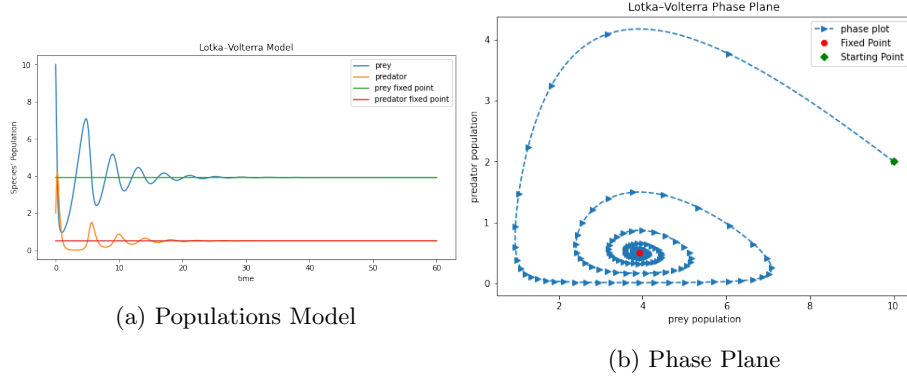 Lotka–Volterra Model
Species' Population
10
8
6
4
2
0
prey
predator
prey fixed point
predator fixed point
0 10 20 30 40 50 60
time
(a) Populations Model
Lotka–Volterra Phase Plane
predator population
4
3
2
1
0
phase plot
Fixed Point
Starting Point
2 4 6 8 10
prey population
(b) Phase Plane